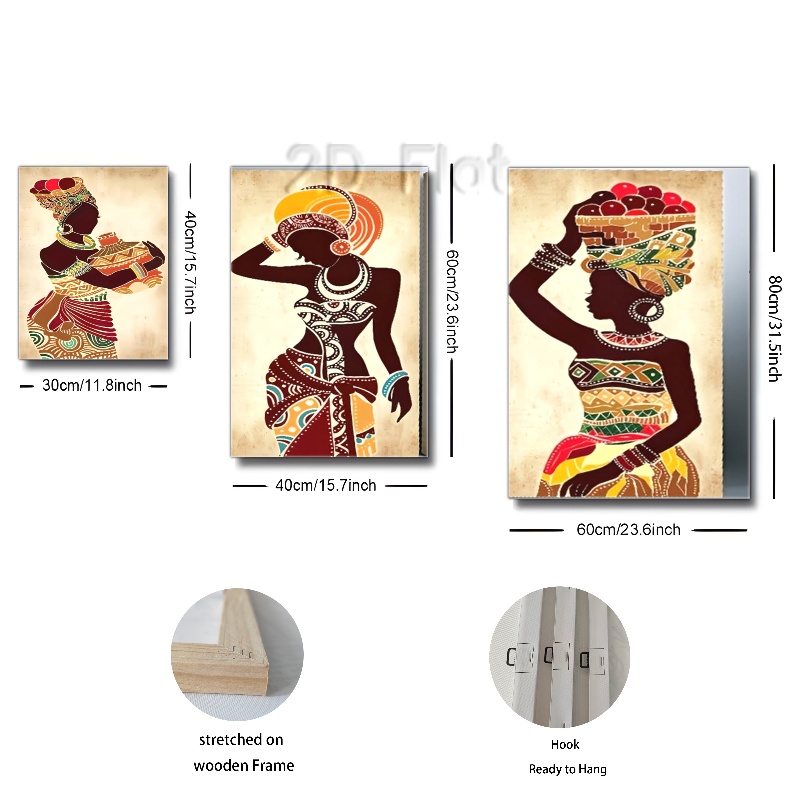 2D Flat
40cm/15.7inch
30cm/11.8inch
60cm/23.6inch
40cm/15.7inch
80cm/31.5inch
60cm/23.6inch
stretched on
wooden Frame
Hook
Ready to Hang